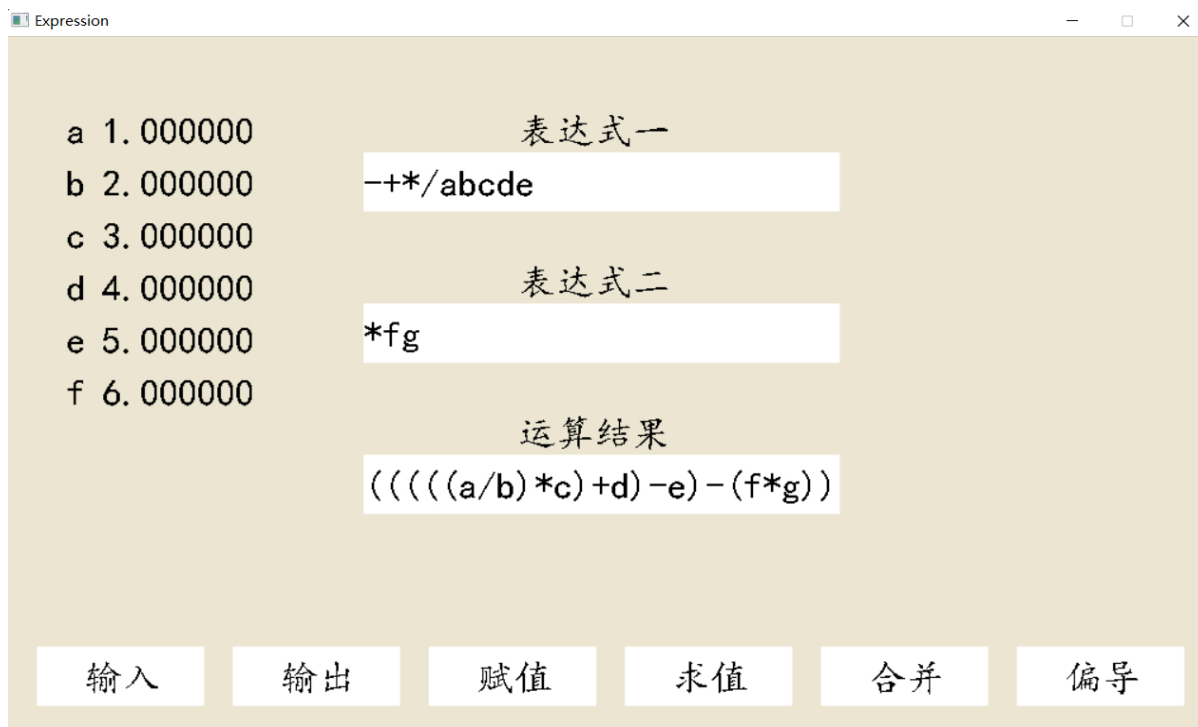 Expression
a 1.000000
b 2.000000
c 3.000000
d 4.000000
e 5.000000
f 6.000000
表达式一
-+*/abcde
表达式二
*fg
运算结果
(((((a/b)*c)+d)-e)-(f*g))
输入 输出 赋值 求值 合并 偏导